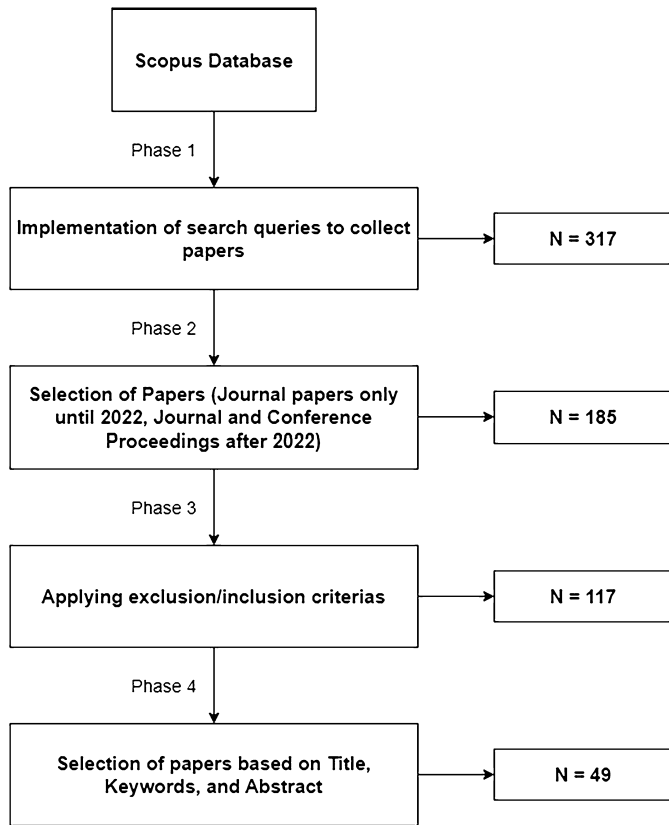 Scopus Database
Phase 1
Implementation of search queries to collect
papers
N = 317
Phase 2
Selection of Papers (Journal papers only
until 2022, Journal and Conference
Proceedings after 2022)
N = 185
Phase 3
Applying exclusion/inclusion criterias
N = 117
Phase 4
Selection of papers based on Title,
Keywords, and Abstract
N = 49